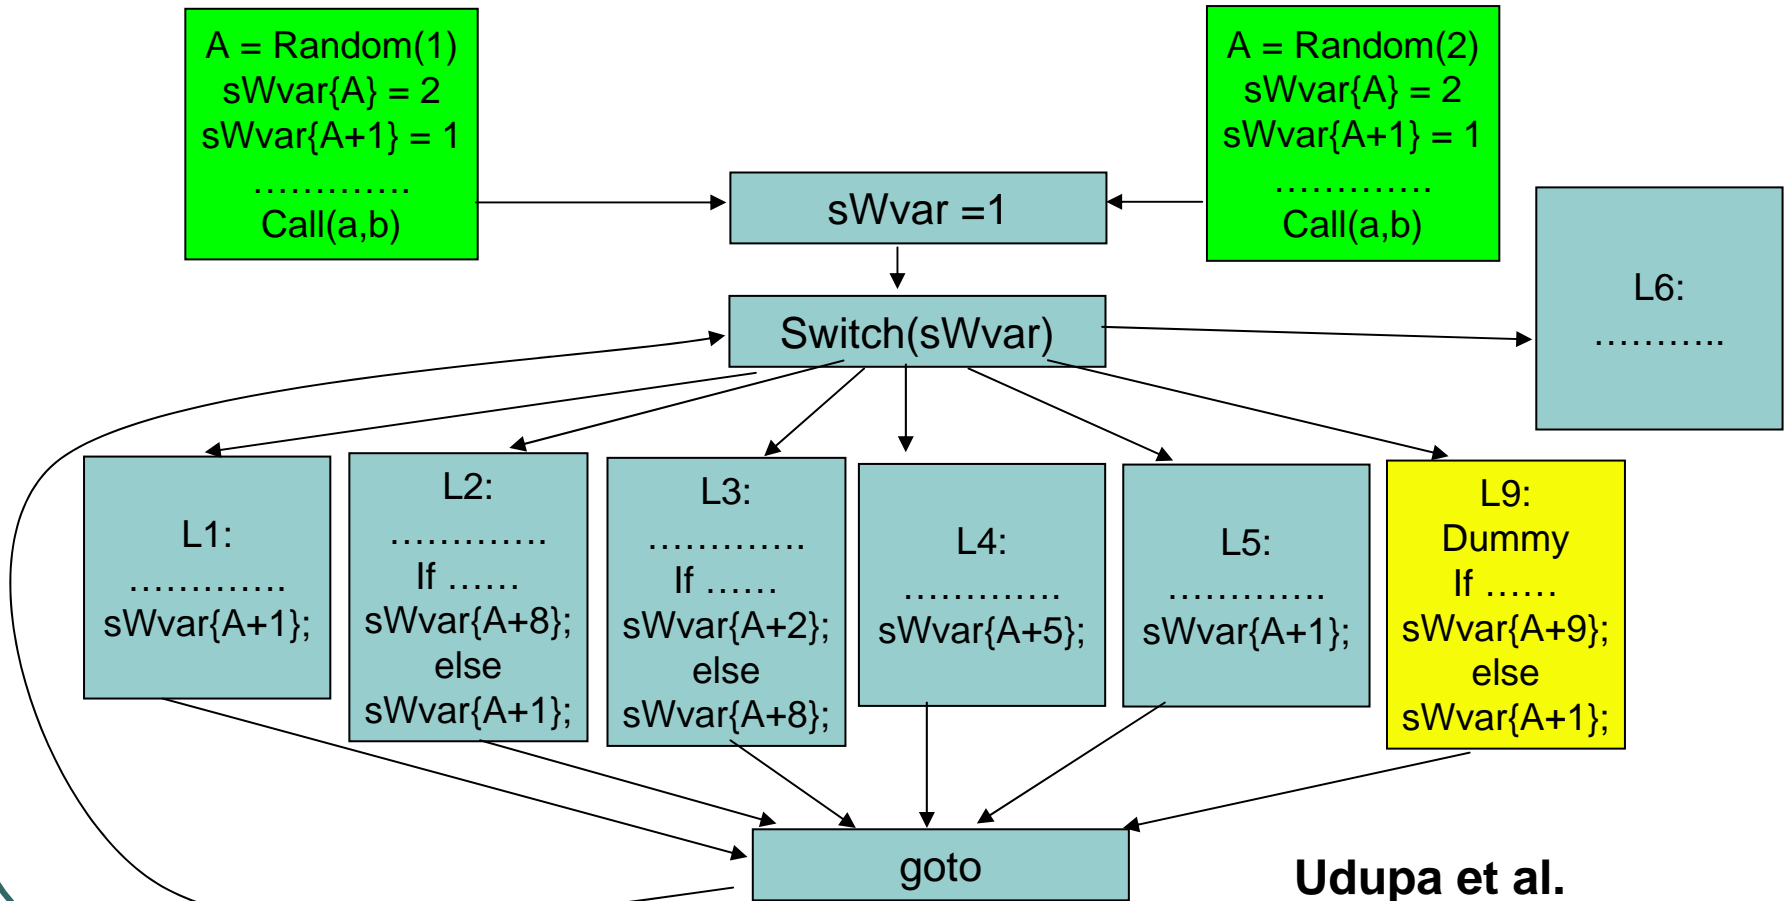 A = Random(1)
sWvar{A} = 2
sWvar{A+1} = 1
………….
Call(a,b)
A = Random(2)
sWvar{A} = 2
sWvar{A+1} = 1
………….
Call(a,b)
sWvar =1
Switch(sWvar)
L6:
………..
L1:
………….
sWvar{A+1};
L2:
………….
If ……
sWvar{A+8};
else
sWvar{A+1};
L3:
………….
If ……
sWvar{A+2};
else
sWvar{A+8};
L4:
………….
sWvar{A+5};
L5:
………….
sWvar{A+1};
L9:
Dummy
If ……
sWvar{A+9};
else
sWvar{A+1};
goto
Udupa et al.